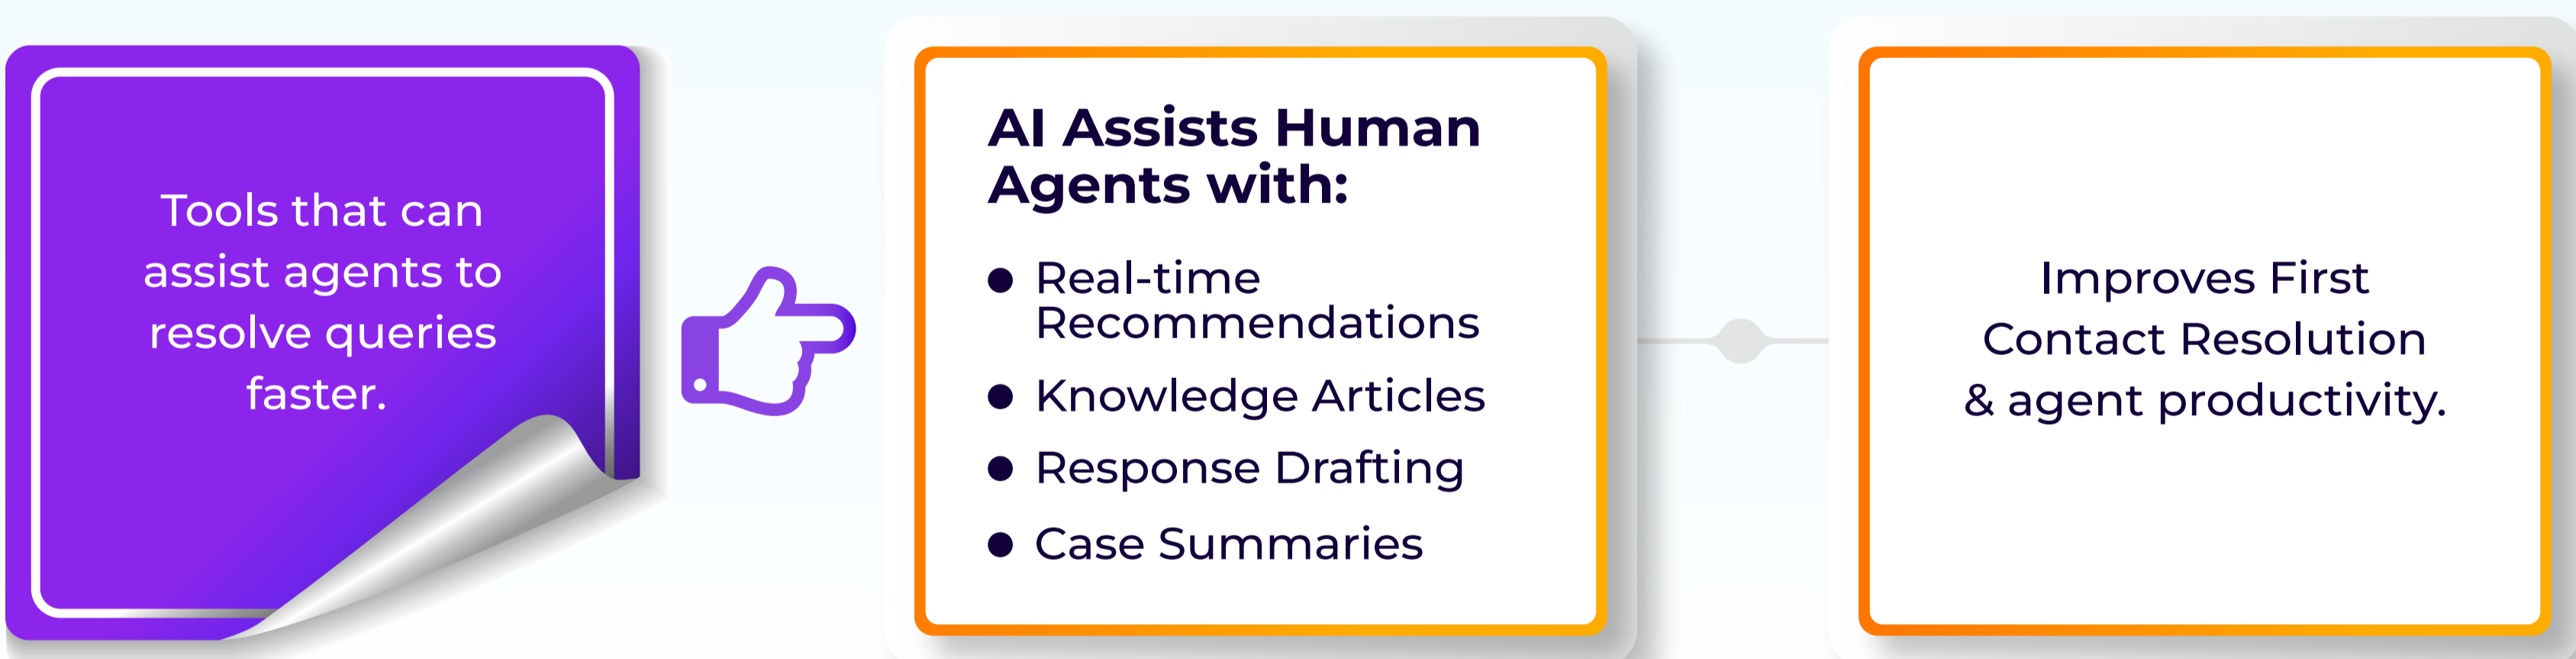 Tools that can
assist agents to
resolve queries
faster.
AI Assists Human
Agents with:
● Real-time
Recommendations
● Knowledge Articles
● Response Drafting
● Case Summaries
Improves First
Contact Resolution
& agent productivity.